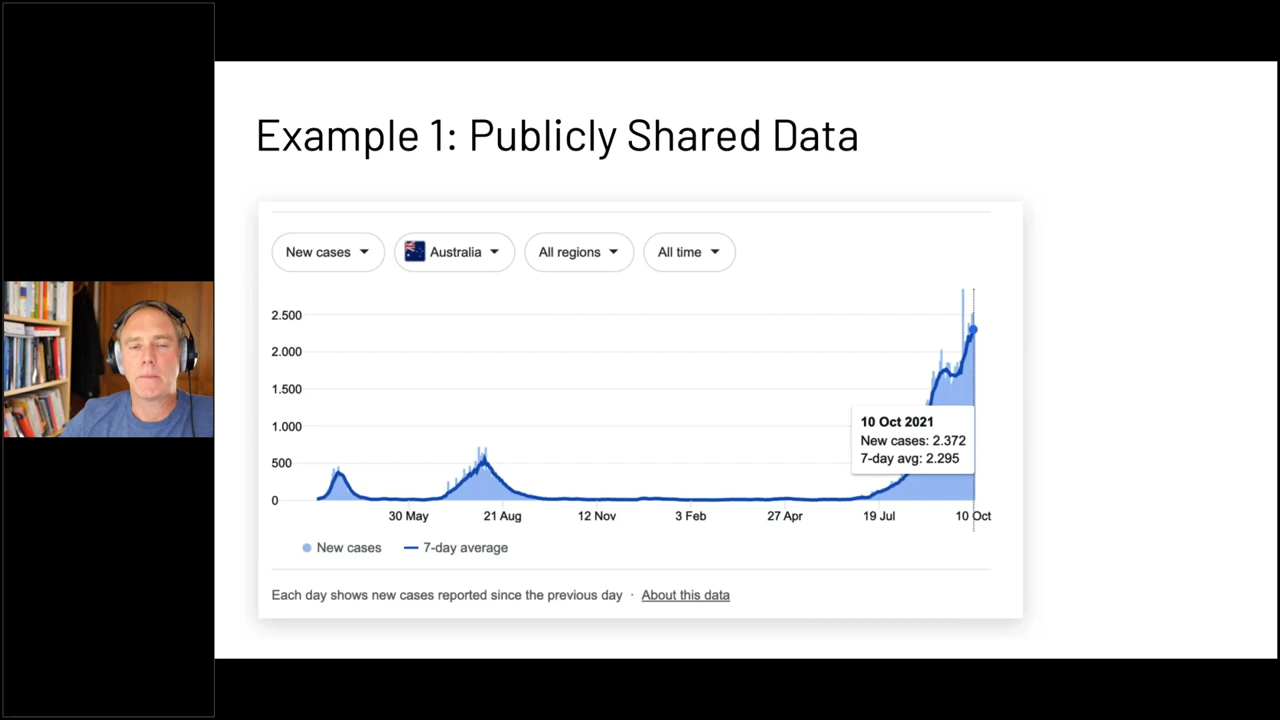 Example 1: Publicly Shared Data
New cases Australia All regions All time
2.500
2.000
1.500
1.000
500
0
10 Oct 2021
New cases: 2.372
7-day avg: 2.295
30 May 21 Aug 12 Nov 3 Feb 27 Apr 19 Jul 10 Oct
New cases 7-day average
Each day shows new cases reported since the previous day · About this data